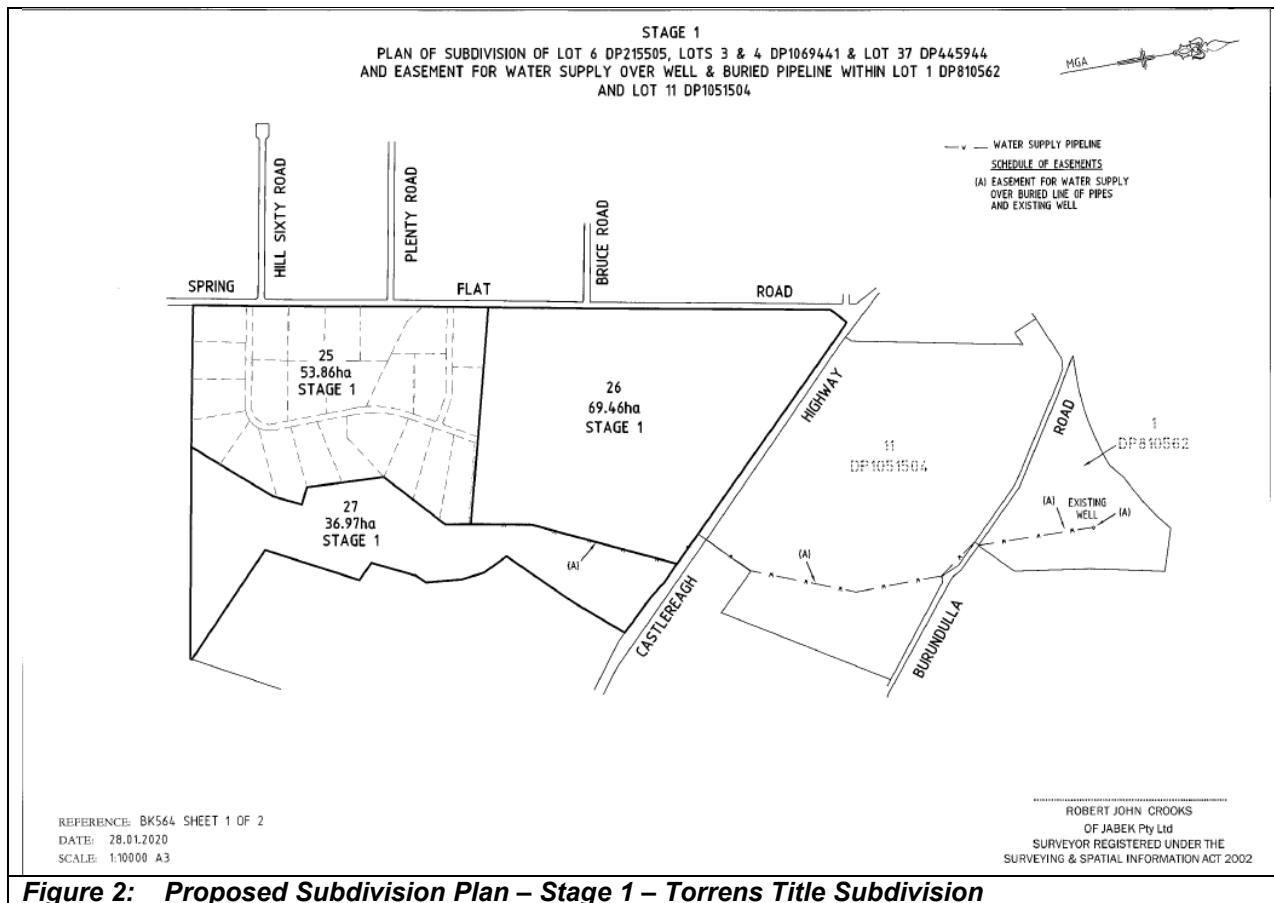 STAGE 1
PLAN OF SUBDIVISION OF LOT 6 DP215505, LOTS 3 & 4 DP1069441 & LOT 37 DP445944
AND EASEMENT FOR WATER SUPPLY OVER WELL & BURIED PIPELINE WITHIN LOT 1 DP810562
AND LOT 11 DP1051504
MGA
WATER SUPPLY PIPELINE
SCHEDULE OF EASEMENTS
(A) EASEMENT FOR WATER SUPPLY
OVER BURIED LINE OF PIPES
AND EXISTING WELL
HILL SIXTY ROAD
PLENTY ROAD
BRUCE ROAD
SPRING FLAT ROAD
25
53.86ha
STAGE 1
26
69.46ha
STAGE 1
27
36.97ha
STAGE 1
(A)
CASTLEREAGH HIGHWAY
11
DP1051504
(A)
BURUNDULLA ROAD
1
DP810562
(A)
EXISTING
WELL
(A)
REFERENCE: BK564 SHEET 1 OF 2
DATE: 28.01.2020
SCALE: 1:10000 A3
ROBERT JOHN CROOKS
OF JABEK Pty Ltd
SURVEYOR REGISTERED UNDER THE
SURVEYING & SPATIAL INFORMATION ACT 2002
Figure 2: Proposed Subdivision Plan – Stage 1 – Torrens Title Subdivision